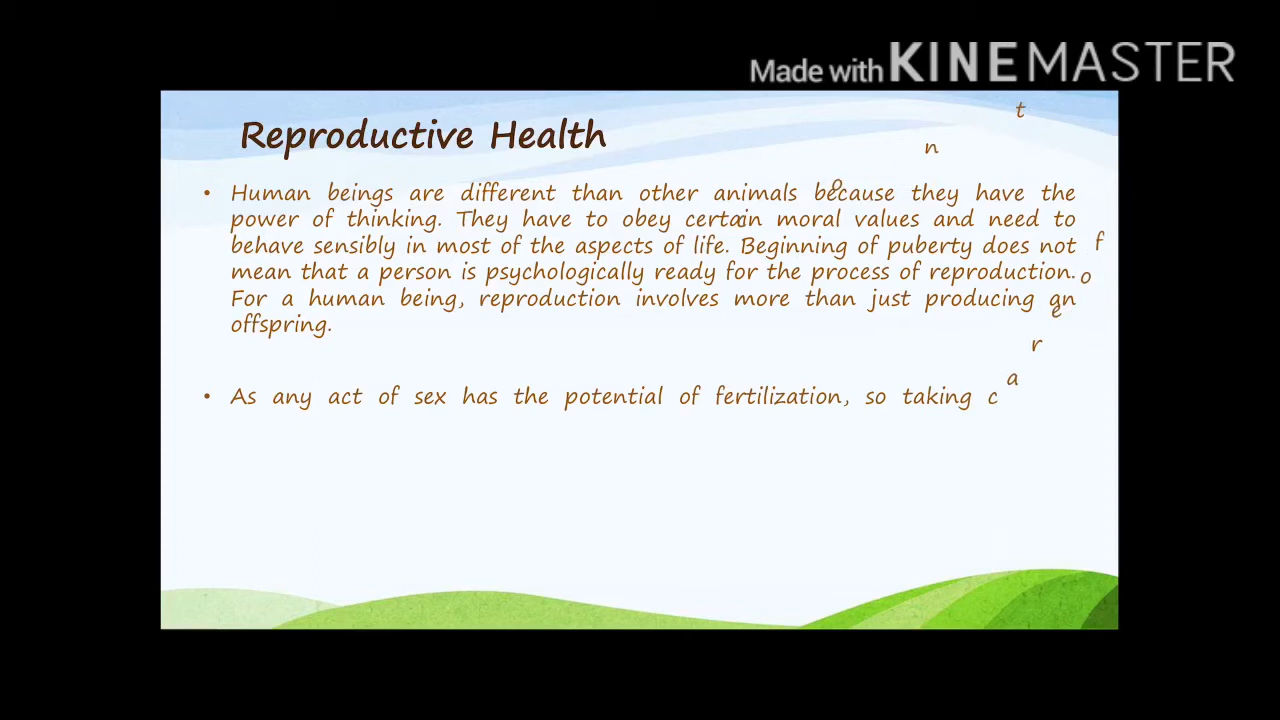 Made with KINEMASTER
Reproductive Health
• Human beings are different than other animals because they have the
power of thinking. They have to obey certain moral values and need to
behave sensibly in most of the aspects of life. Beginning of puberty does not
mean that a person is psychologically ready for the process of reproduction.
For a human being, reproduction involves more than just producing an
offspring.
• As any act of sex has the potential of fertilization, so taking c
a
r
e
o
f
c
o
n
t